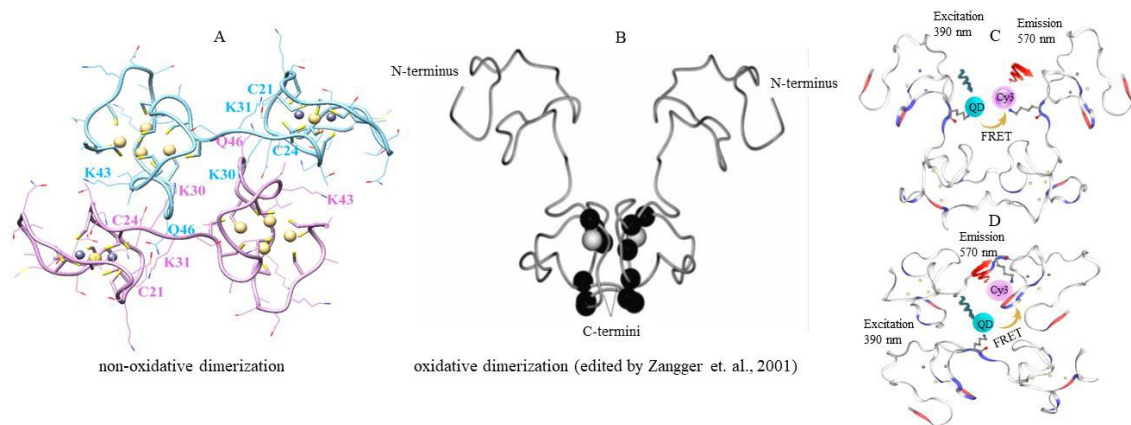 A
C21
K31
Q46
C24
K43
K30
K30
K43
C24
Q46
K31
C21
non-oxidative dimerization
B
N-terminus
N-terminus
C-termini
oxidative dimerization (edited by Zangger et. al., 2001)
Excitation
390 nm
C
Emission
570 nm
QD
Cy3
FRET
D
Emission
570 nm
Cy3
QD
FRET
Excitation
390 nm